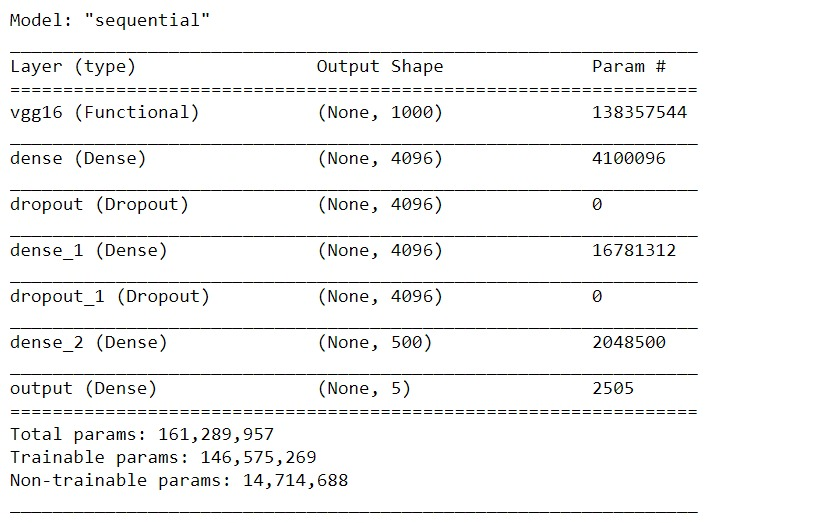 Model: "sequential"
_________________________________________________________________
Layer (type)                 Output Shape              Param #
=================================================================
vgg16 (Functional)           (None, 1000)              138357544
_________________________________________________________________
dense (Dense)                (None, 4096)              4100096
_________________________________________________________________
dropout (Dropout)            (None, 4096)              0
_________________________________________________________________
dense_1 (Dense)              (None, 4096)              16781312
_________________________________________________________________
dropout_1 (Dropout)          (None, 4096)              0
_________________________________________________________________
dense_2 (Dense)              (None, 500)               2048500
_________________________________________________________________
output (Dense)               (None, 5)                 2505
=================================================================
Total params: 161,289,957
Trainable params: 146,575,269
Non-trainable params: 14,714,688
_________________________________________________________________